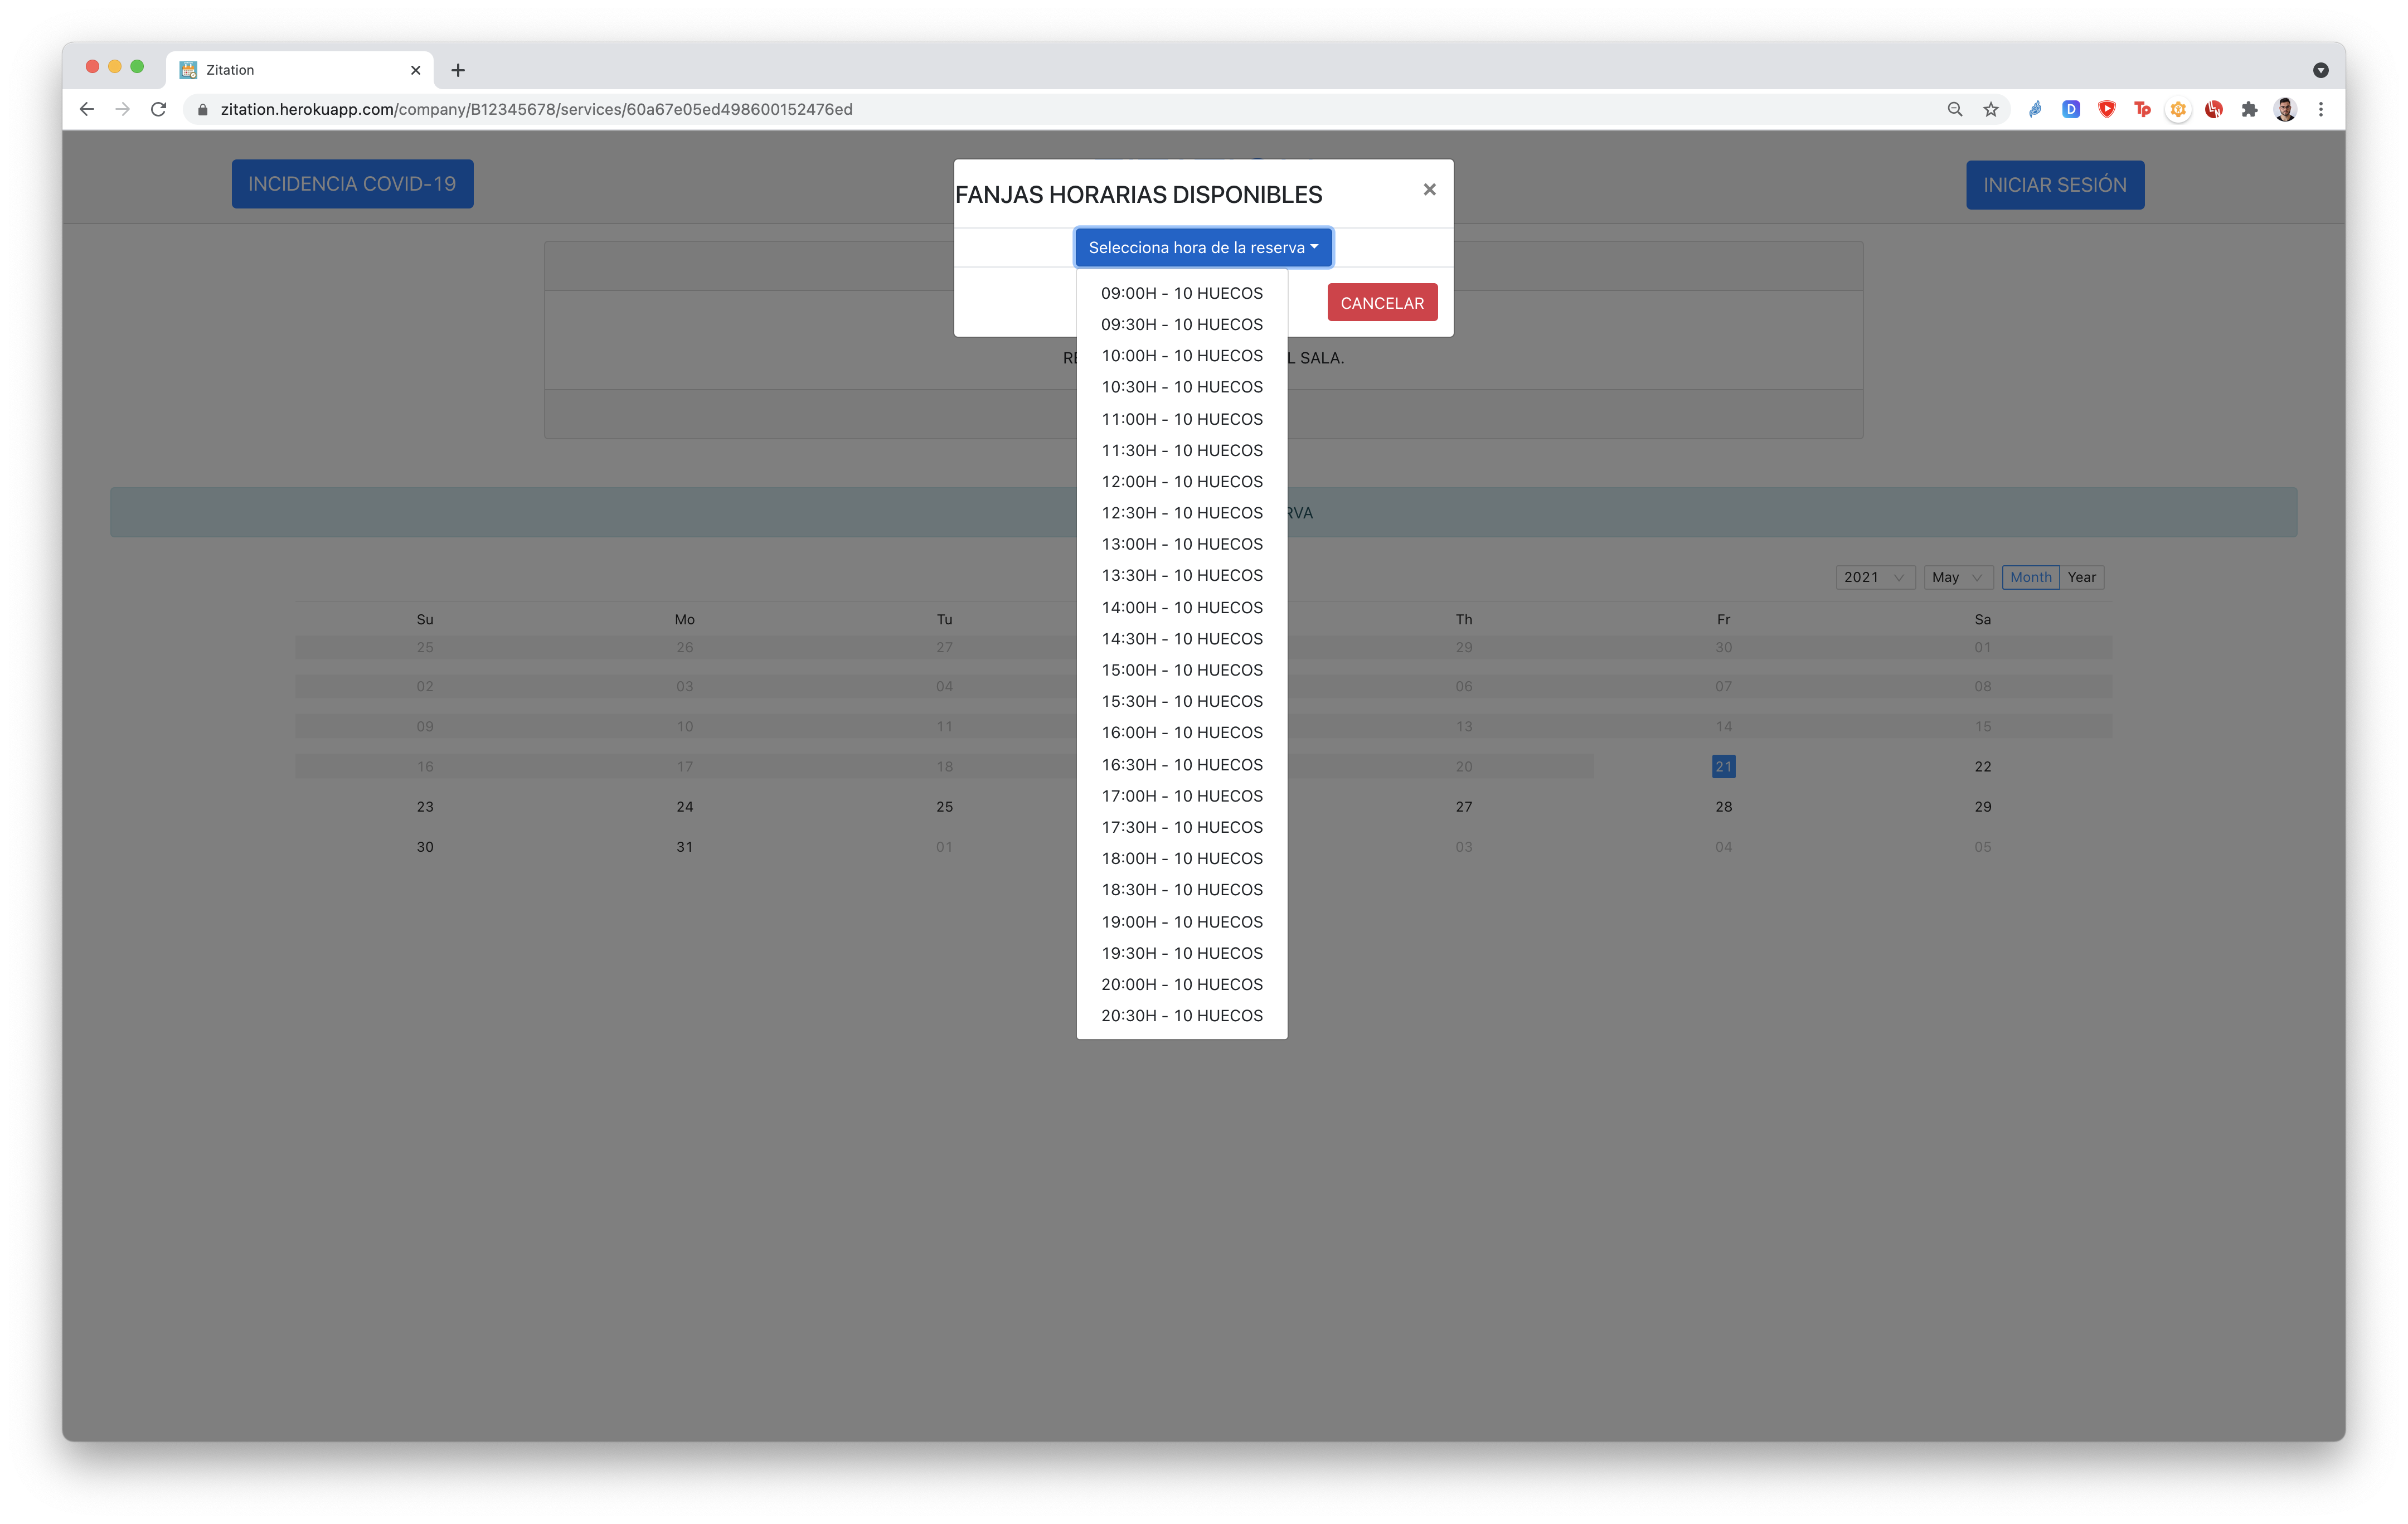 Zitation
zitation.herokuapp.com/company/B12345678/services/60a67e05ed498600152476ed
D
Tp
INCIDENCIA COVID-19
FANJAS HORARIAS DISPONIBLES
×
INICIAR SESIÓN
Selecciona hora de la reserva
CANCELAR
09:00H - 10 HUECOS
09:30H - 10 HUECOS
10:00H - 10 HUECOS
10:30H - 10 HUECOS
11:00H - 10 HUECOS
11:30H - 10 HUECOS
12:00H - 10 HUECOS
12:30H - 10 HUECOS
13:00H - 10 HUECOS
13:30H - 10 HUECOS
14:00H - 10 HUECOS
14:30H - 10 HUECOS
15:00H - 10 HUECOS
15:30H - 10 HUECOS
16:00H - 10 HUECOS
16:30H - 10 HUECOS
17:00H - 10 HUECOS
17:30H - 10 HUECOS
18:00H - 10 HUECOS
18:30H - 10 HUECOS
19:00H - 10 HUECOS
19:30H - 10 HUECOS
20:00H - 10 HUECOS
20:30H - 10 HUECOS
L SALA.
RVA
2021 May Month Year
Su Mo Tu Th Fr Sa
25 26 27 29 30 01
02 03 04 06 07 08
09 10 11 13 14 15
16 17 18 20 21 22
23 24 25 27 28 29
30 31 01 03 04 05